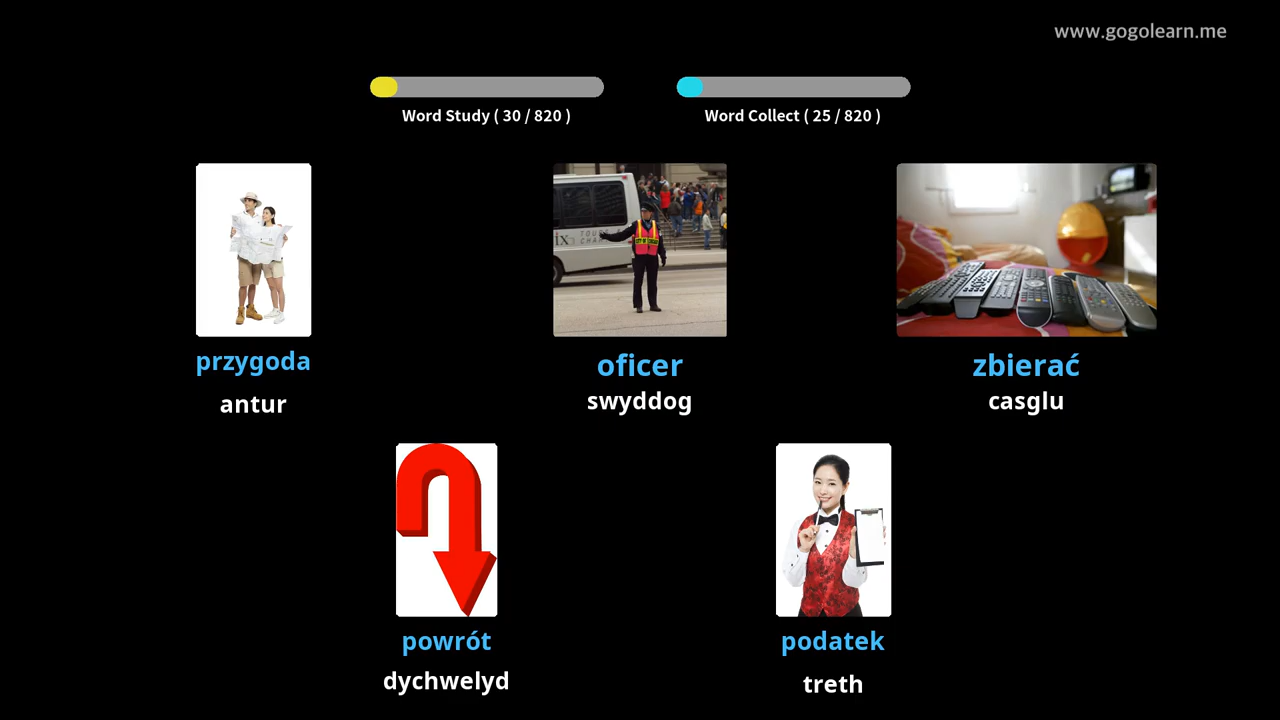 www.gogolearn.me
Word Study ( 30 / 820 )
Word Collect ( 25 / 820 )
przygoda
antur
oficer
swyddog
zbierać
casglu
powrót
dychwelyd
podatek
treth